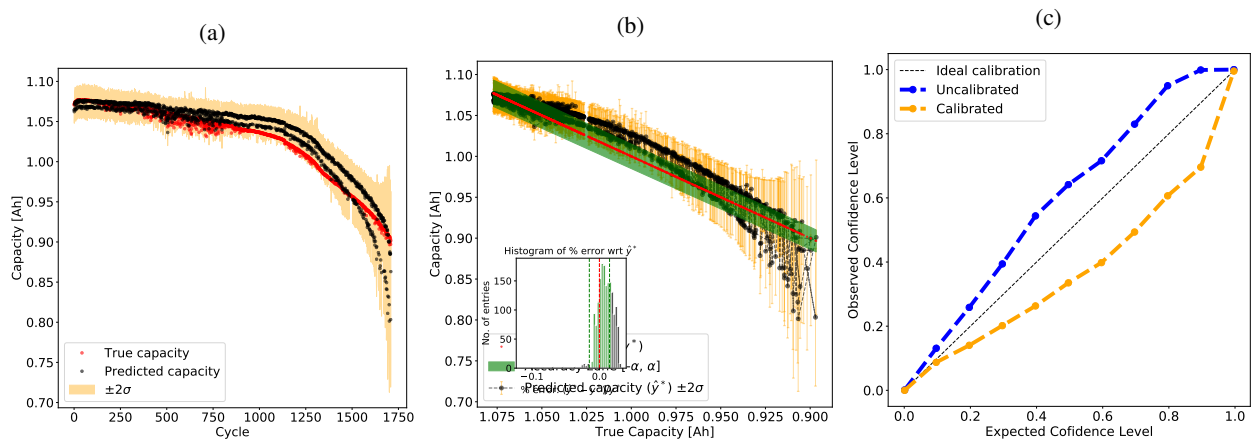 (a)
(b)
(c)
1.10
1.05
1.00
0.95
0.90
0.85
0.80
0.75
0.70
Capacity [Ah]
True capacity
Predicted capacity
±2σ
0 250 500 750 1000 1250 1500 1750
Cycle
1.10
1.05
1.00
0.95
0.90
0.85
0.80
0.75
0.70
Capacity [Ah]
Histogram of % error wrt ŷ*
No. of entries
150
100
50
0
−0.1 0.0
% error
α, α]
Predicted capacity (ŷ*) ±2σ
1.075 1.050 1.025 1.000 0.975 0.950 0.925 0.900
True Capacity [Ah]
Ideal calibration
Uncalibrated
Calibrated
1.0
0.8
0.6
0.4
0.2
0.0
Observed Confidence Level
0.0 0.2 0.4 0.6 0.8 1.0
Expected Confidence Level